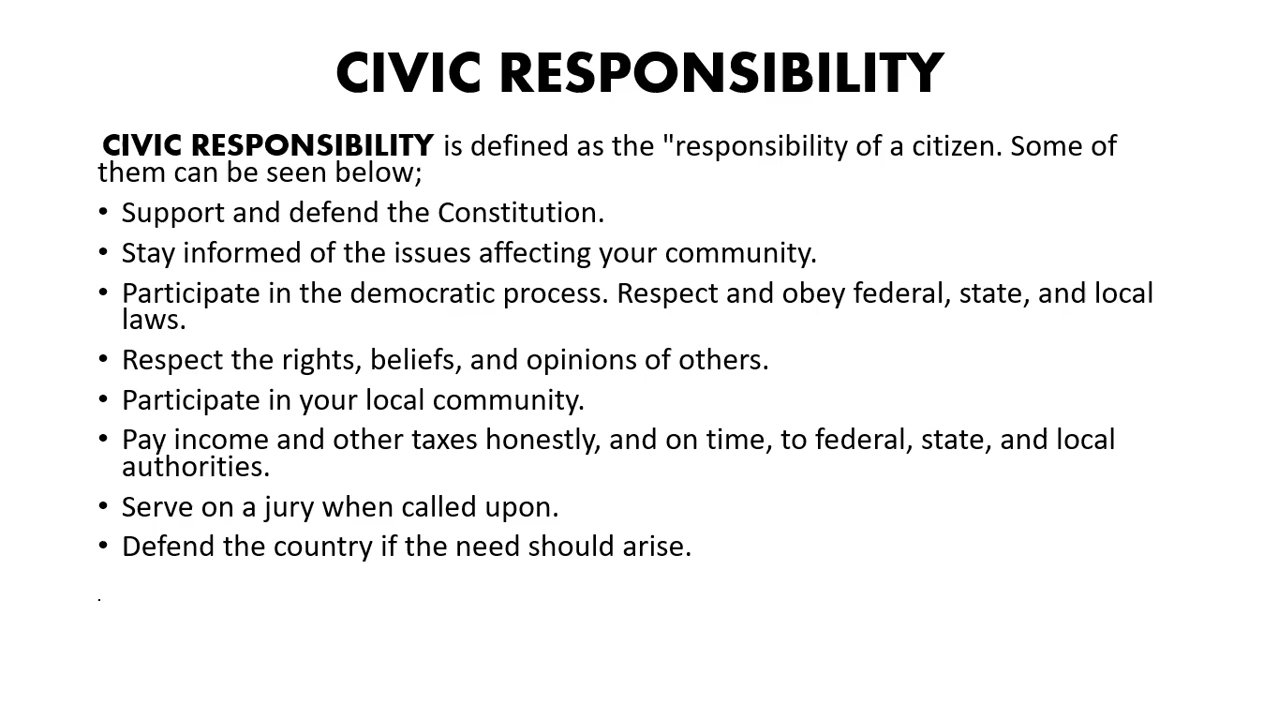 CIVIC RESPONSIBILITY
CIVIC RESPONSIBILITY is defined as the "responsibility of a citizen. Some of
them can be seen below;
• Support and defend the Constitution.
• Stay informed of the issues affecting your community.
• Participate in the democratic process. Respect and obey federal, state, and local
laws.
• Respect the rights, beliefs, and opinions of others.
• Participate in your local community.
• Pay income and other taxes honestly, and on time, to federal, state, and local
authorities.
• Serve on a jury when called upon.
• Defend the country if the need should arise.
.